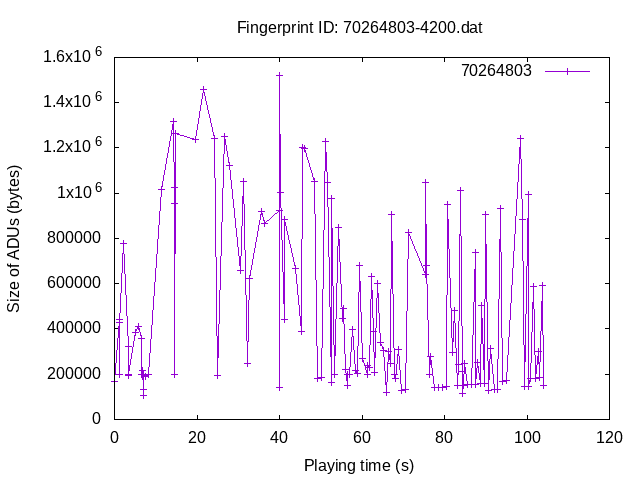 Fingerprint ID: 70264803-4200.dat
70264803
Size of ADUs (bytes)
1.6x10^6
1.4x10^6
1.2x10^6
1x10^6
800000
600000
400000
200000
0
0 20 40 60 80 100 120
Playing time (s)